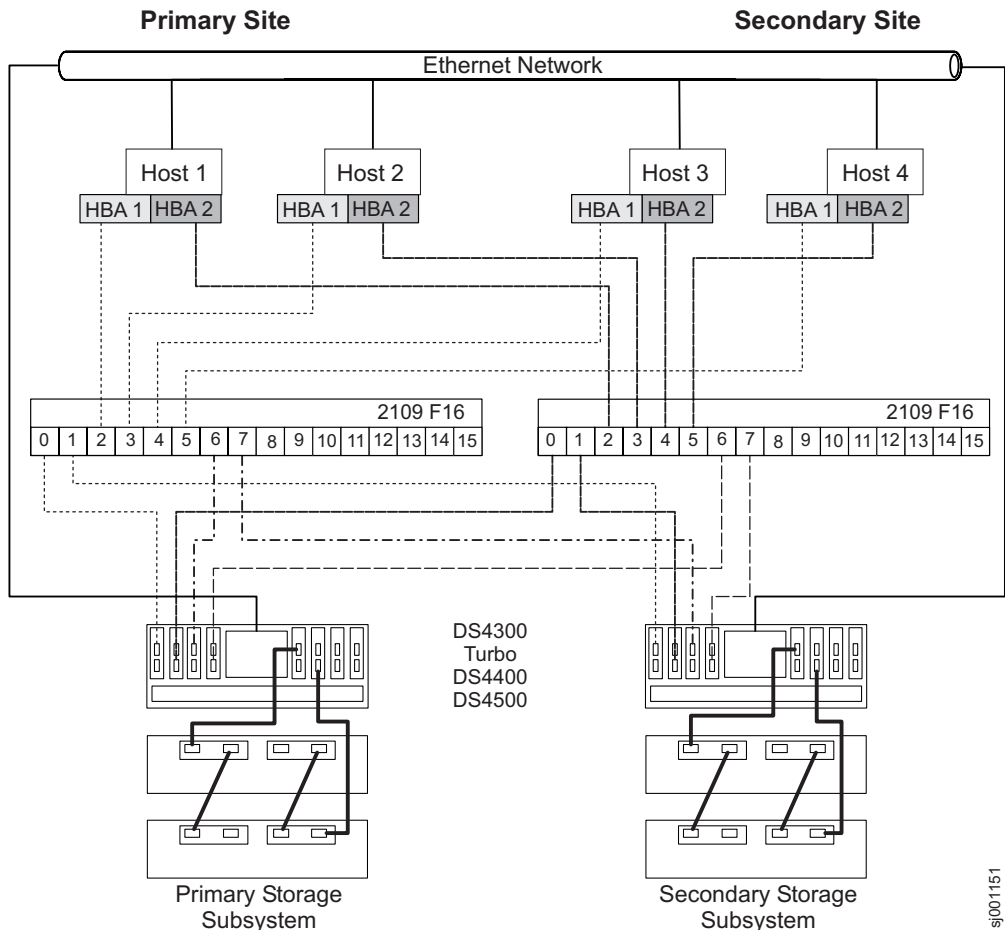 Primary Site
Secondary Site
Ethernet Network
Host 1
Host 2
Host 3
Host 4
HBA 1 HBA 2
HBA 1 HBA 2
HBA 1 HBA 2
HBA 1 HBA 2
2109 F16
0 1 2 3 4 5 6 7 8 9 10 11 12 13 14 15
2109 F16
0 1 2 3 4 5 6 7 8 9 10 11 12 13 14 15
DS4300
Turbo
DS4400
DS4500
Primary Storage
Subsystem
Secondary Storage
Subsystem
sj001151